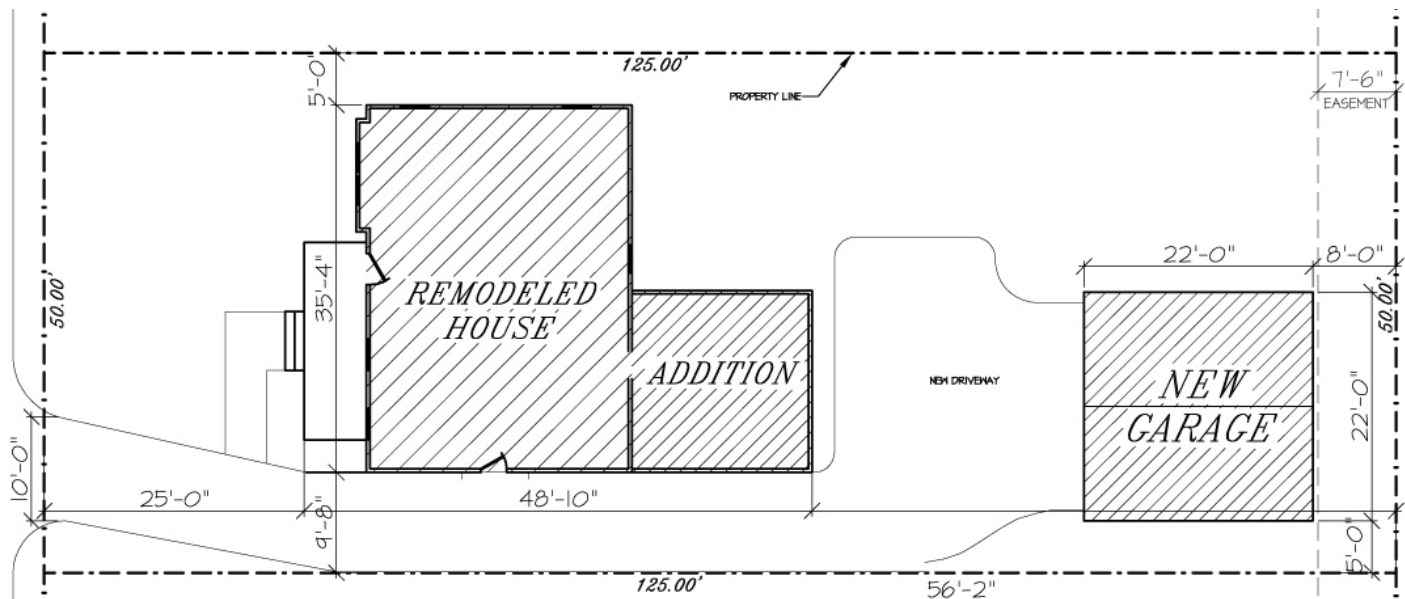 125.00'
5'-0"
PROPERTY LINE
7'-6"
EASEMENT
22'-0"
8'-0"
50.00'
35'-4"
REMODELED
HOUSE
ADDITION
NEW DRIVEWAY
NEW
GARAGE
22'-0"
50.00'
10'-0"
25'-0"
9'-8"
48'-10"
5'-0"
125.00'
56'-2"